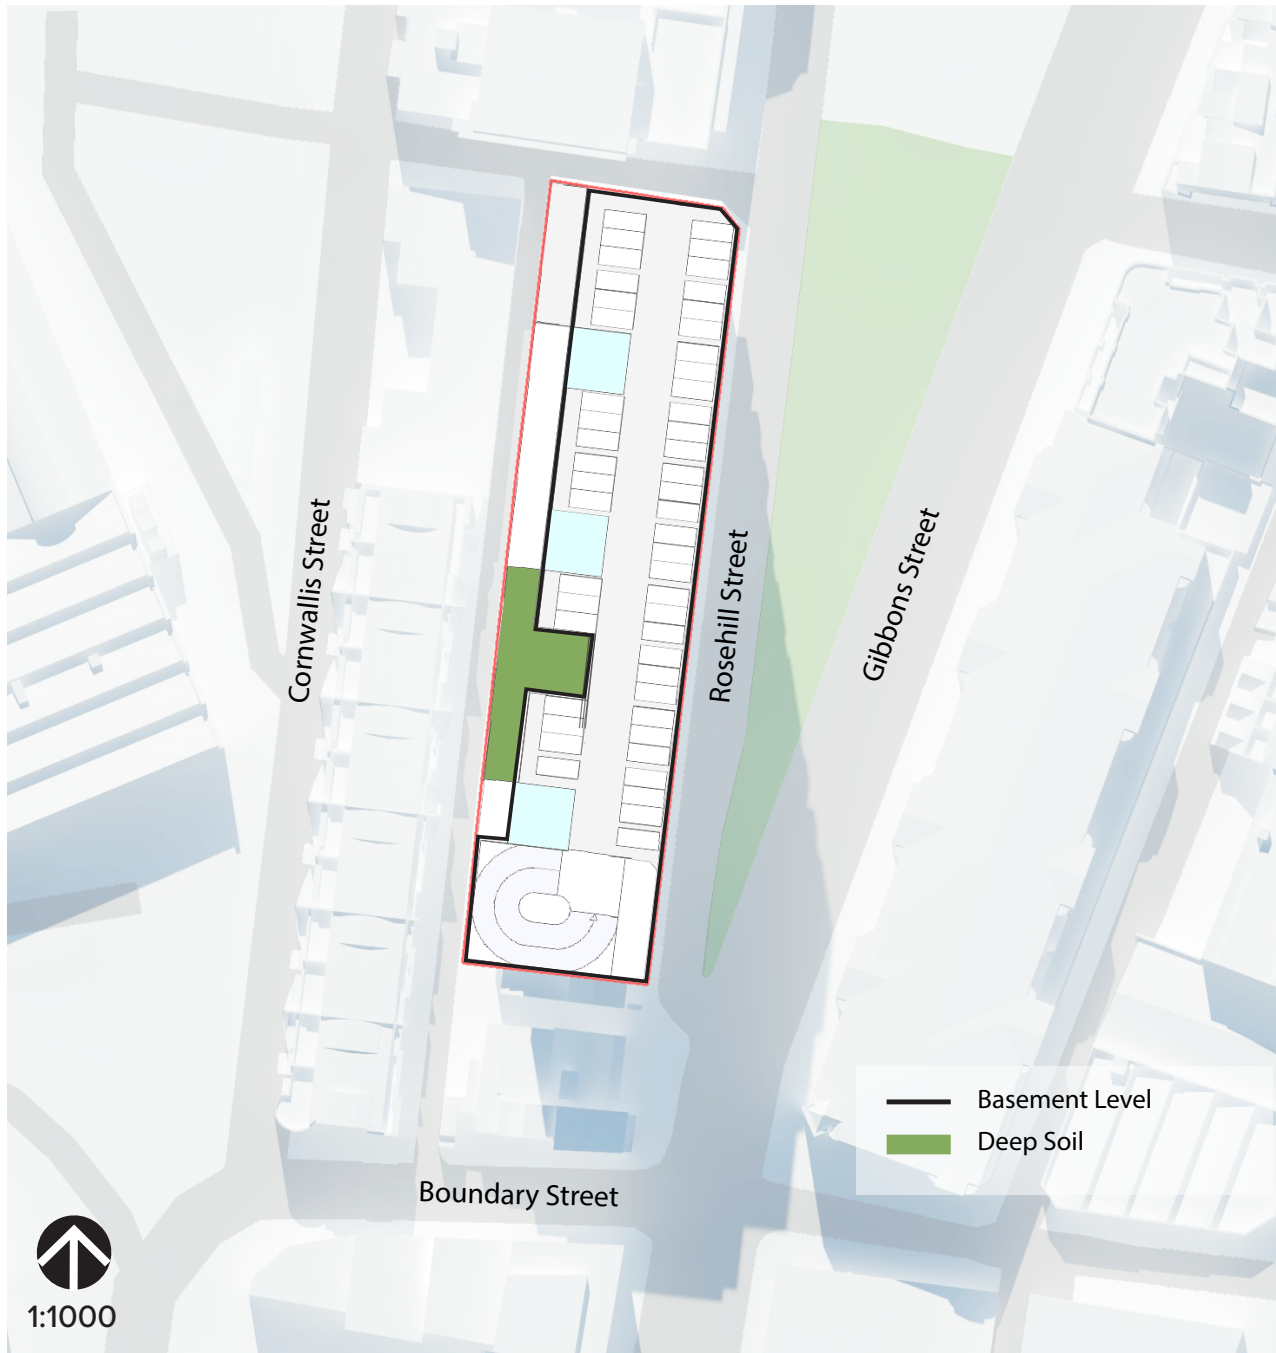 Cornwallis Street
Rosehill Street
Gibbons Street
Basement Level
Deep Soil
Boundary Street
1:1000